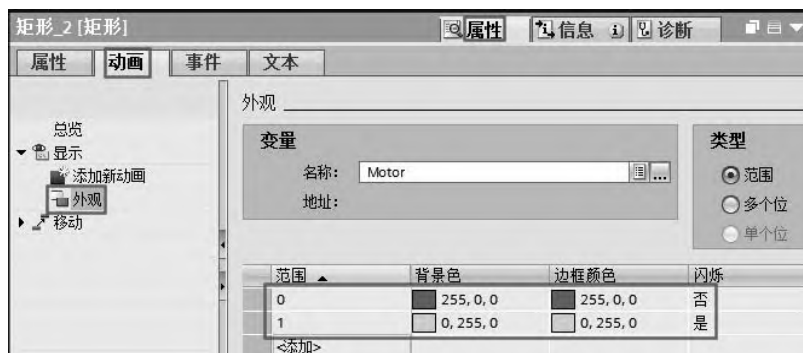 矩形_2 [矩形]
属性 信息 诊断
属性 动画 事件 文本
总览
显示
添加新动画
外观
移动
外观
变量
名称: Motor
地址:
类型
范围
多个位
单个位
范围 背景色 边框颜色 闪烁
0 255, 0, 0 255, 0, 0 否
1 0, 255, 0 0, 255, 0 是
<添加>